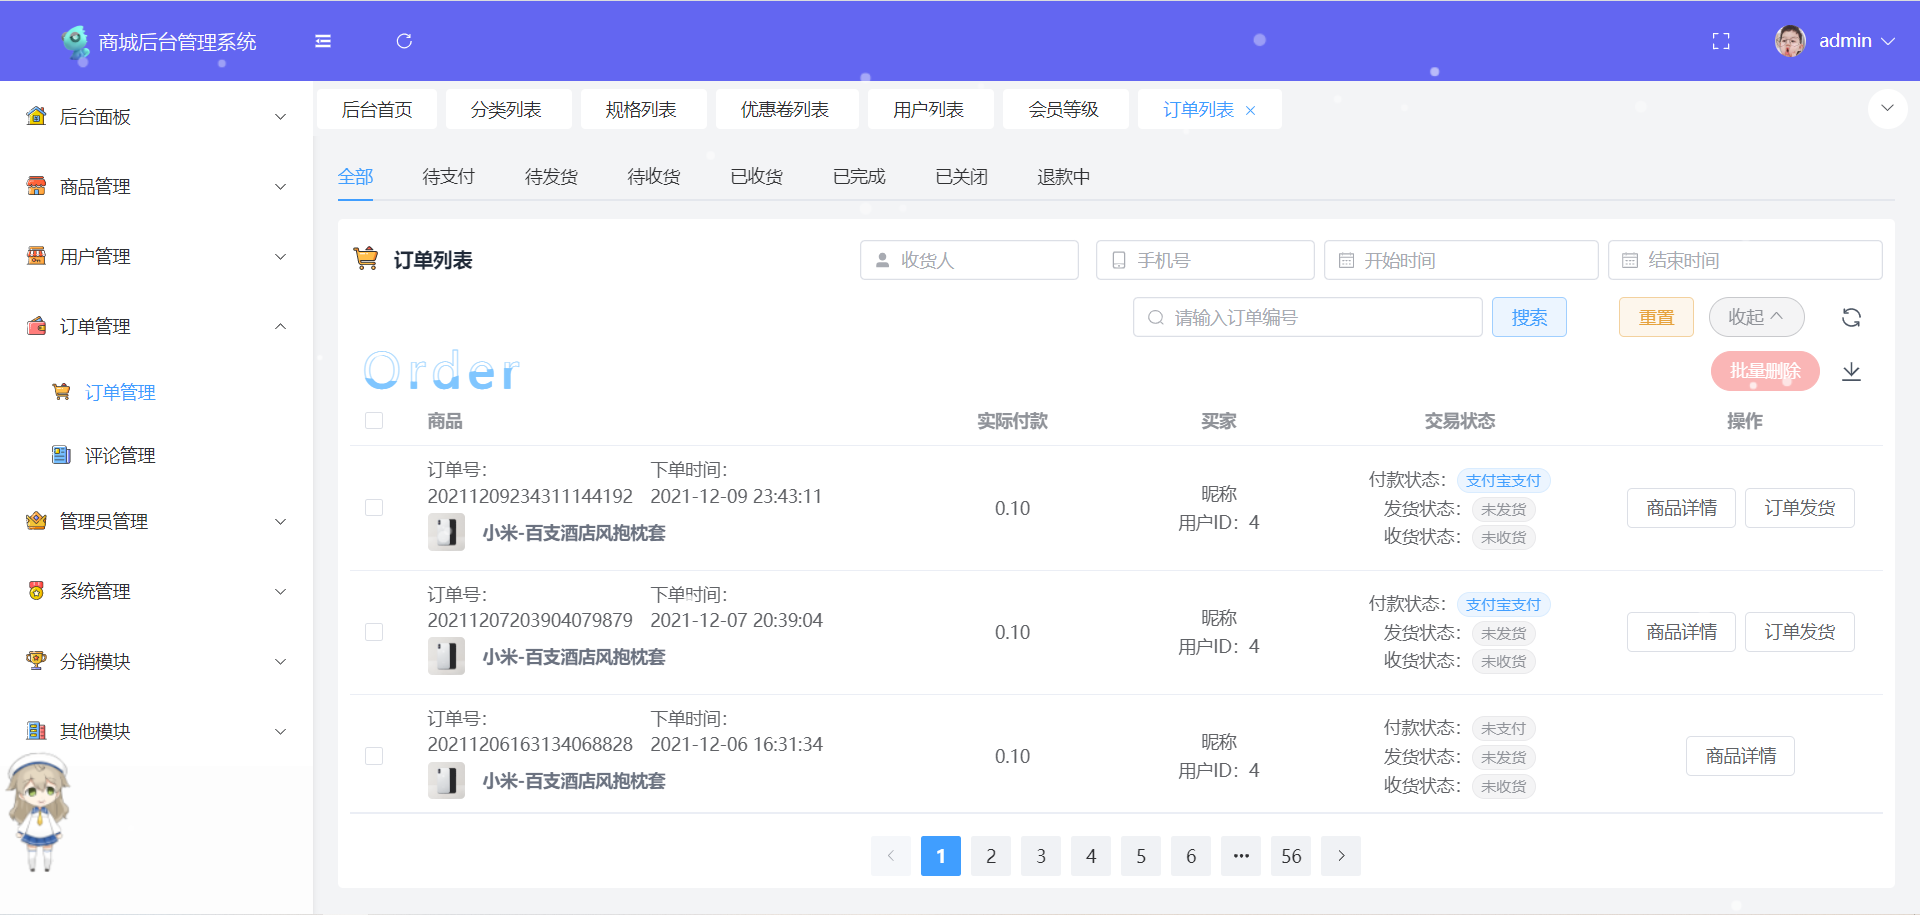 商城后台管理系统
admin
后台面板
商品管理
用户管理
订单管理
订单管理
评论管理
管理员管理
系统管理
分销模块
其他模块
后台首页 分类列表 规格列表 优惠卷列表 用户列表 会员等级 订单列表
全部 待支付 待发货 待收货 已收货 已完成 已关闭 退款中
订单列表 收货人 手机号 开始时间 结束时间
请输入订单编号 搜索 重置 收起
Order
批量删除
商品 实际付款 买家 交易状态 操作
订单号: 下单时间:
20211209234311144192 2021-12-09 23:43:11
小米-百支酒店风抱枕套
0.10
昵称
用户ID: 4
付款状态: 支付宝支付
发货状态: 未发货
收货状态: 未收货
商品详情 订单发货
订单号: 下单时间:
20211207203904079879 2021-12-07 20:39:04
小米-百支酒店风抱枕套
0.10
昵称
用户ID: 4
付款状态: 支付宝支付
发货状态: 未发货
收货状态: 未收货
商品详情 订单发货
订单号: 下单时间:
20211206163134068828 2021-12-06 16:31:34
小米-百支酒店风抱枕套
0.10
昵称
用户ID: 4
付款状态: 未支付
发货状态: 未发货
收货状态: 未收货
商品详情
1 2 3 4 5 6 ••• 56